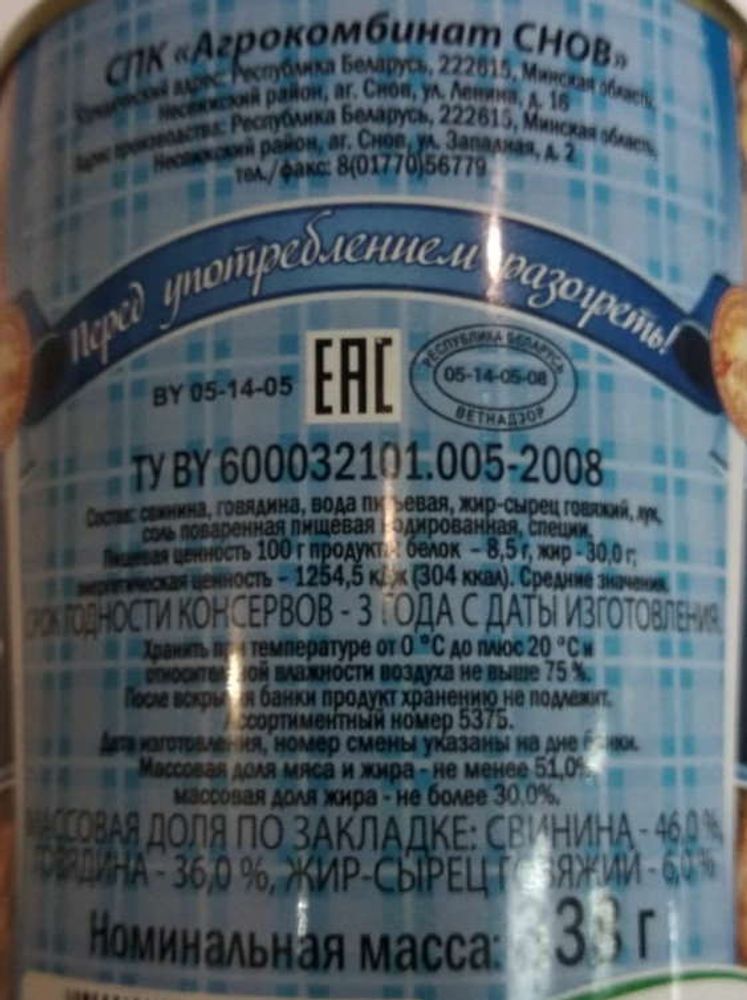 СПК «Агрокомбинат СНОВ»
Юридический адрес: Республика Беларусь, 222615, Минская область,
Несвижский район, аг. Снов, ул. Ленина, д. 16
Адрес производства: Республика Беларусь, 222615, Минская область,
Несвижский район, аг. Снов, ул. Западная, д. 2
тел./факс: 8(01770)56779
Перед употреблением разогреть!
BY 05-14-05
ЕАС
РЕСПУБЛИКА БЕЛАРУСЬ
05-14-05-08
ВЕТНАДЗОР
ТУ BY 600032101.005-2008
Состав: свинина, говядина, вода питьевая, жир-сырец говяжий, лук,
соль поваренная пищевая йодированная, специи.
Пищевая ценность 100 г продукта: белок - 8,5 г, жир - 30,0 г;
энергетическая ценность - 1254,5 кДж (304 ккал). Средние значения.
СРОК ГОДНОСТИ КОНСЕРВОВ - 3 ГОДА С ДАТЫ ИЗГОТОВЛЕНИЯ
Хранить при температуре от 0 °C до плюс 20 °C и
относительной влажности воздуха не выше 75 %.
После вскрытия банки продукт хранению не подлежит.
Ассортиментный номер 5375.
Дата изготовления, номер смены указаны на дне банки.
Массовая доля мяса и жира - не менее 51,0%,
массовая доля жира - не более 30,0%.
МАССОВАЯ ДОЛЯ ПО ЗАКЛАДКЕ: СВИНИНА - 46,0 %,
ГОВЯДИНА - 36,0 %, ЖИР-СЫРЕЦ ГОВЯЖИЙ - 6,0 %
Номинальная масса: г